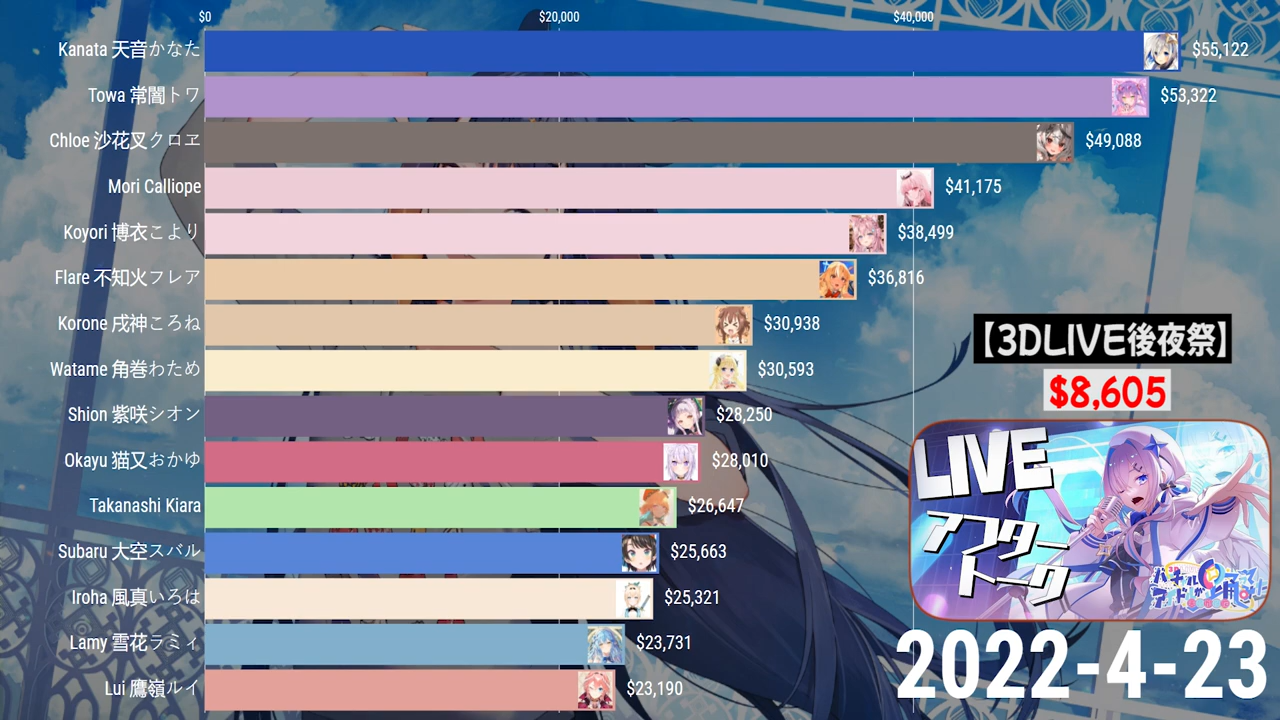 $0 $20,000 $40,000
Kanata 天音かなた $55,122
Towa 常闇トワ $53,322
Chloe 沙花叉クロヱ $49,088
Mori Calliope $41,175
Koyori 博衣こより $38,499
Flare 不知火フレア $36,816
Korone 戌神ころね $30,938
Watame 角巻わため $30,593
Shion 紫咲シオン $28,250
Okayu 猫又おかゆ $28,010
Takanashi Kiara $26,647
Subaru 大空スバル $25,663
Iroha 風真いろは $25,321
Lamy 雪花ラミィ $23,731
Lui 鷹嶺ルイ $23,190
【3DLIVE後夜祭】
$8,605
LIVE
アフター
トーク
2022-4-23